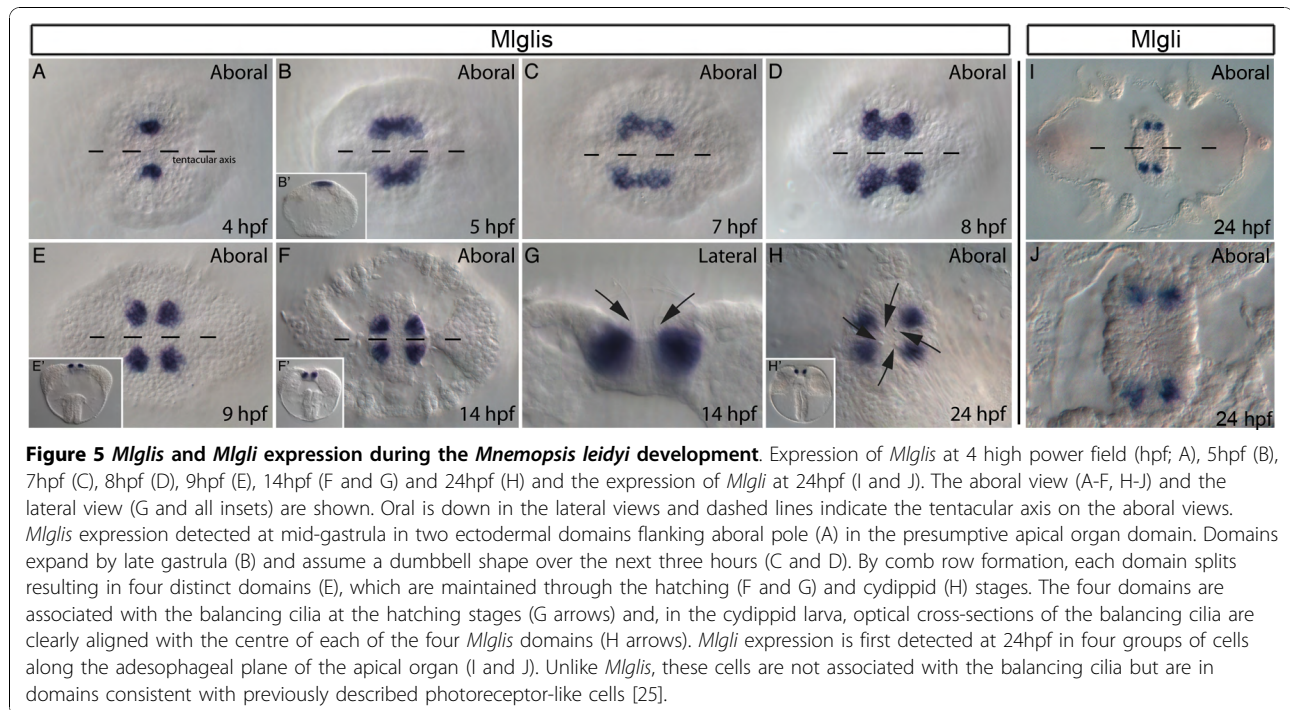 Mlglis
Mlgli
A Aboral
tentacular axis
4 hpf
B Aboral
B'
5 hpf
C Aboral
7 hpf
D Aboral
8 hpf
I Aboral
24 hpf
E Aboral
E'
9 hpf
F Aboral
F'
14 hpf
G Lateral
14 hpf
H Aboral
H'
24 hpf
J Aboral
24 hpf
Figure 5 Mlglis and Mlgli expression during the Mnemopsis leidyi development. Expression of Mlglis at 4 high power field (hpf; A), 5hpf (B),
7hpf (C), 8hpf (D), 9hpf (E), 14hpf (F and G) and 24hpf (H) and the expression of Mlgli at 24hpf (I and J). The aboral view (A-F, H-J) and the
lateral view (G and all insets) are shown. Oral is down in the lateral views and dashed lines indicate the tentacular axis on the aboral views.
Mlglis expression detected at mid-gastrula in two ectodermal domains flanking aboral pole (A) in the presumptive apical organ domain. Domains
expand by late gastrula (B) and assume a dumbbell shape over the next three hours (C and D). By comb row formation, each domain splits
resulting in four distinct domains (E), which are maintained through the hatching (F and G) and cydippid (H) stages. The four domains are
associated with the balancing cilia at the hatching stages (G arrows) and, in the cydippid larva, optical cross-sections of the balancing cilia are
clearly aligned with the centre of each of the four Mlglis domains (H arrows). Mlgli expression is first detected at 24hpf in four groups of cells
along the adesophageal plane of the apical organ (I and J). Unlike Mlglis, these cells are not associated with the balancing cilia but are in
domains consistent with previously described photoreceptor-like cells [25].